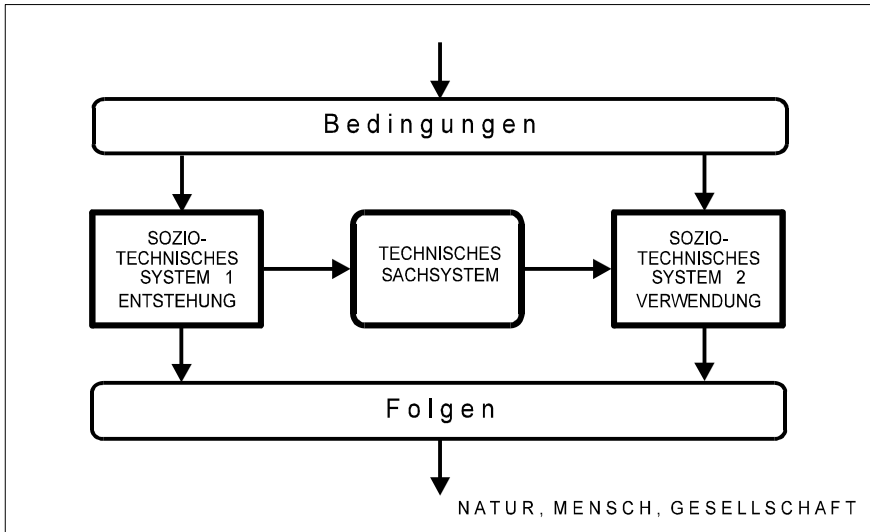 Bedingungen
SOZIO-
TECHNISCHES
SYSTEM 1
ENTSTEHUNG
TECHNISCHES
SACHSYSTEM
SOZIO-
TECHNISCHES
SYSTEM 2
VERWENDUNG
Folgen
NATUR, MENSCH, GESELLSCHAFT